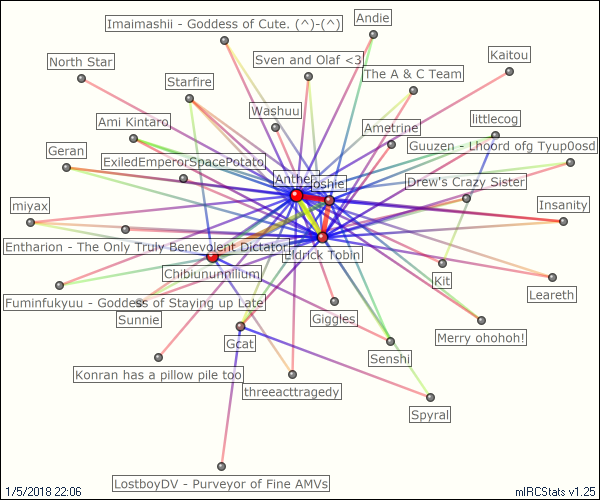 Imaimashii - Goddess of Cute. (^)-(^)
Andie
North Star
Sven and Olaf <3
Kaitou
Starfire
The A & C Team
Washuu
Ami Kintaro
Ametrine
littlecog
Guuzen - Lhoord ofg Tyup0osd
Geran
ExiledEmperorSpacePotato
Anthe
Joshie
Drew's Crazy Sister
miyax
Insanity
Entharion - The Only Truly Benevolent Dictator
Eldrick Tobin
Chibiununnilium
Kit
Leareth
Fuminfukyuu - Goddess of Staying up Late
Sunnie
Giggles
Merry ohohoh!
Gcat
Senshi
Konran has a pillow pile too
threeacttragedy
Spyral
LostboyDV - Purveyor of Fine AMVs
1/5/2018 22:06
mIRCStats v1.25